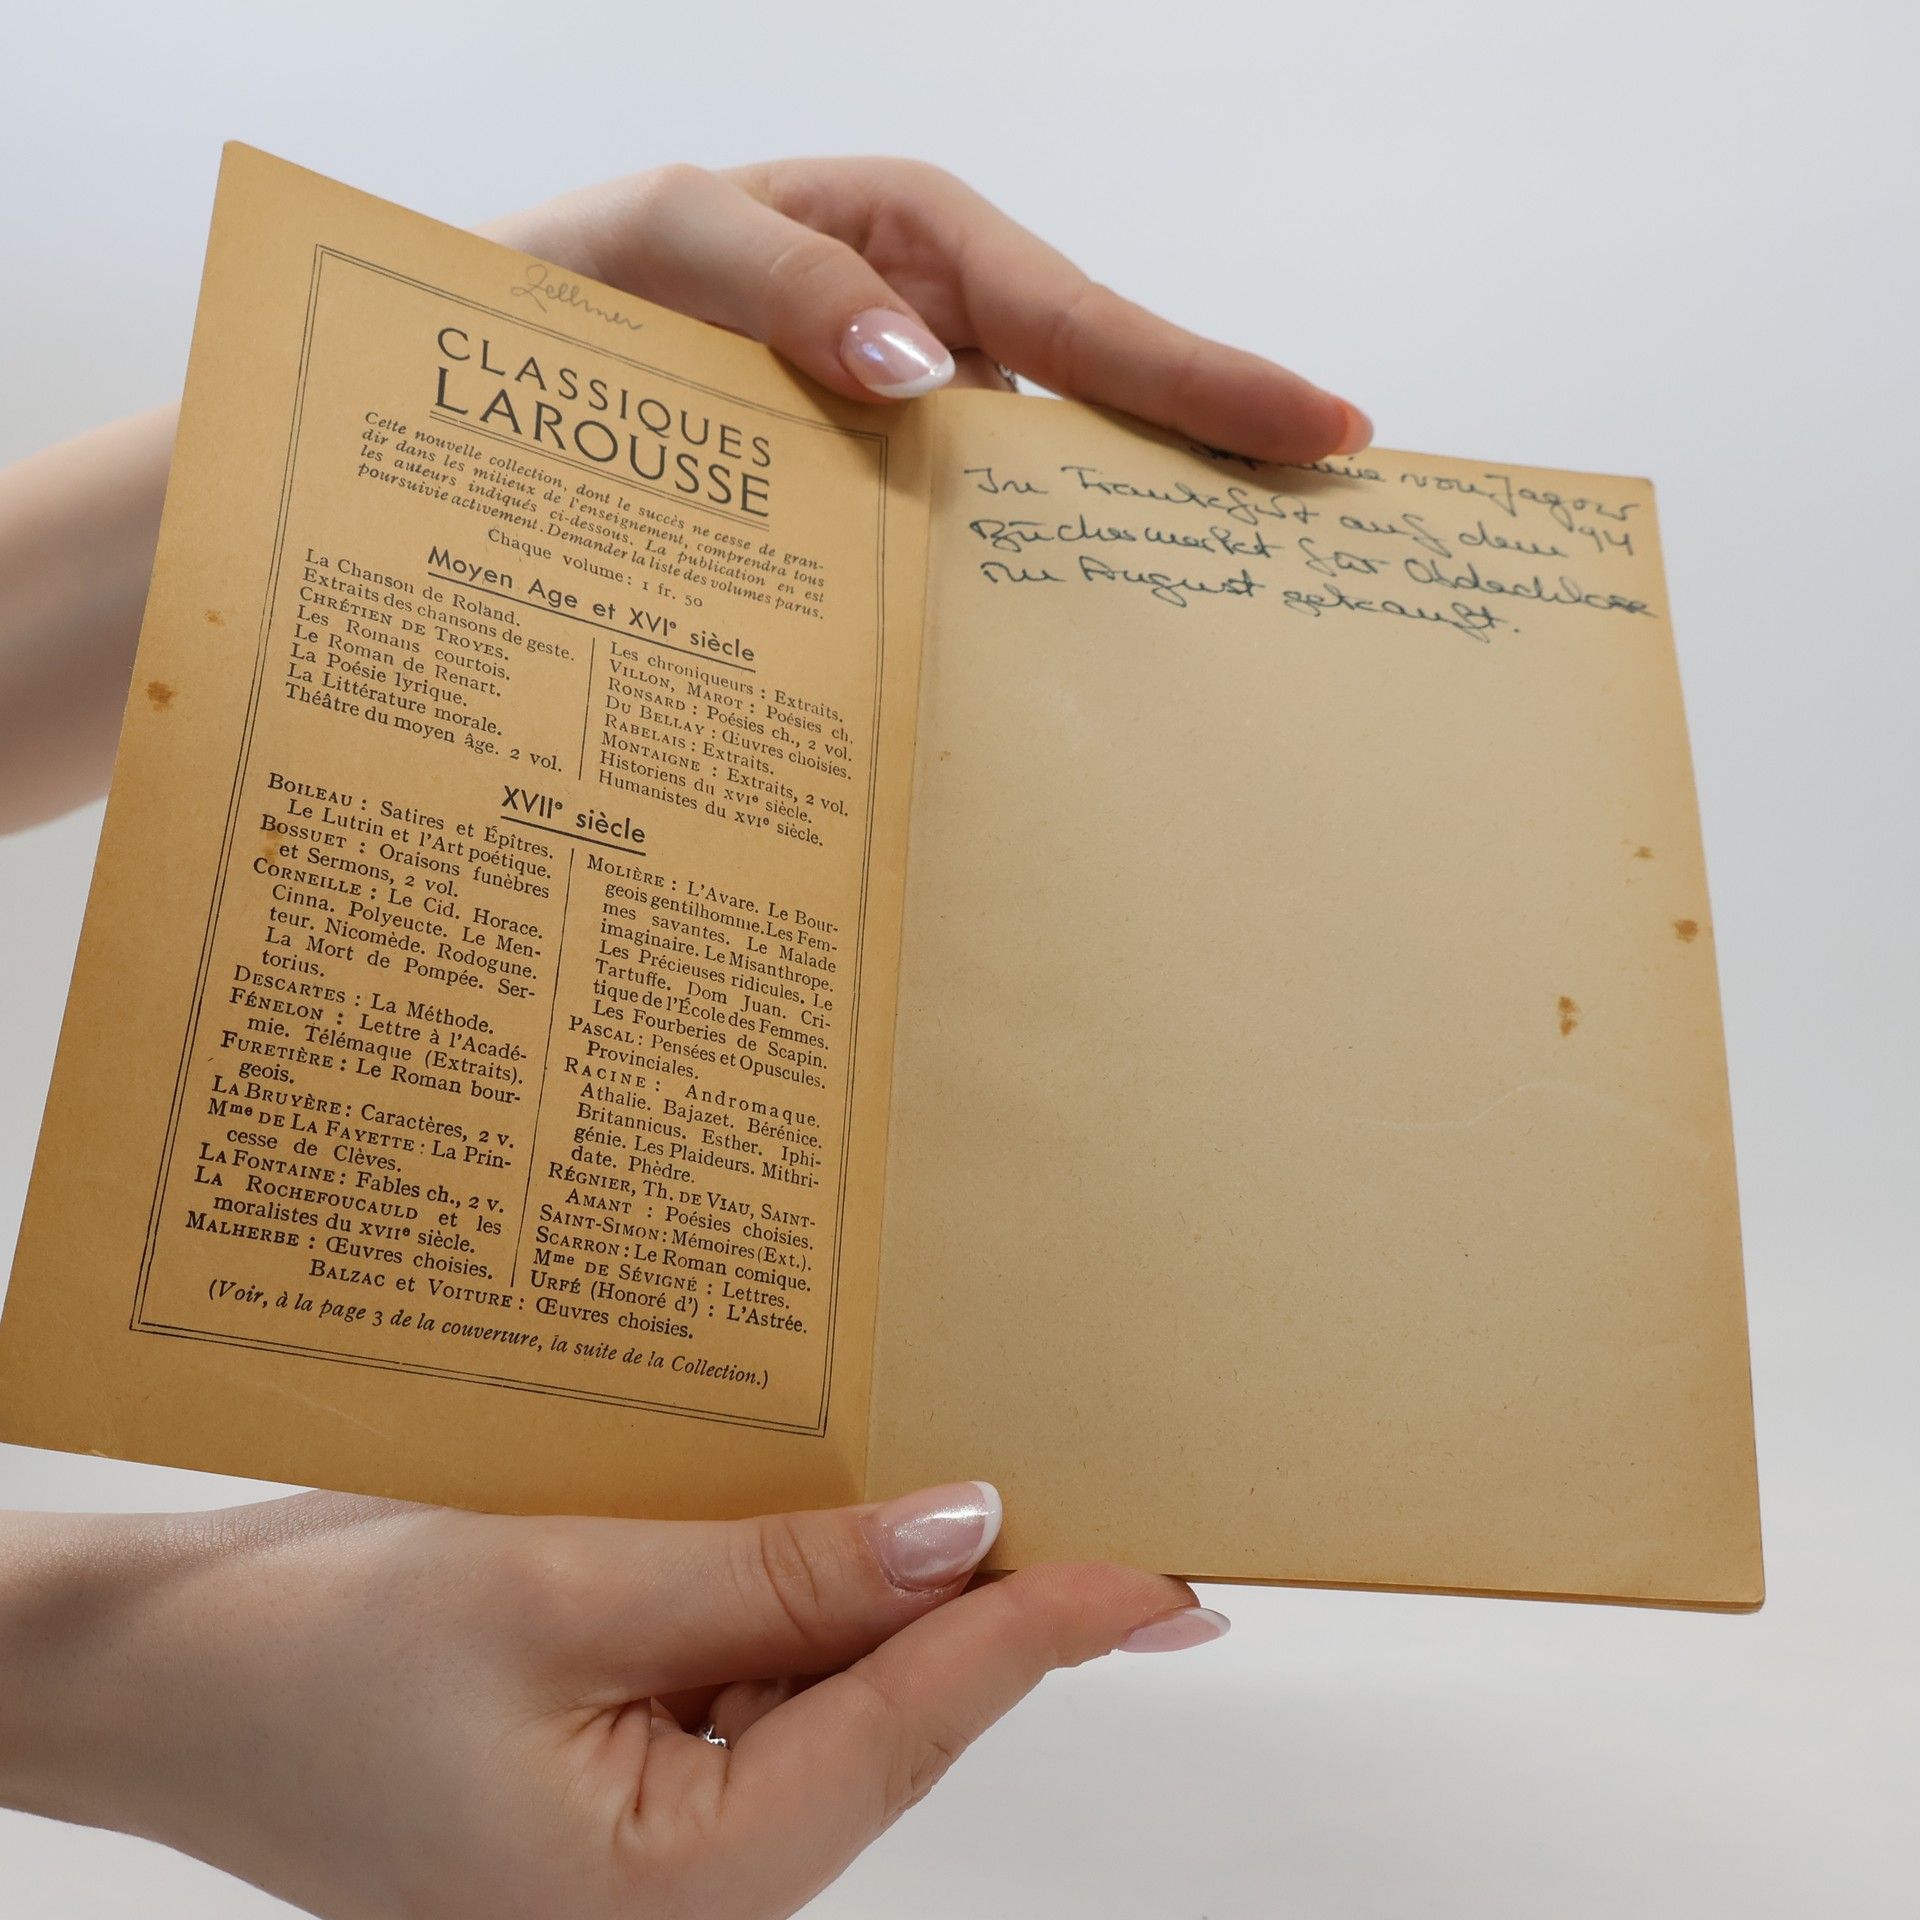 Zellmer
CLASSIQUES
LAROUSSE
Cette nouvelle collection, dont le succès ne cesse de gran-
dir dans les milieux de l'enseignement, comprendra tous
les auteurs indiqués ci-dessous. La publication en est
poursuivie activement. Demander la liste des volumes parus.
Chaque volume : 1 fr. 50
Moyen Age et XVIe siècle
La Chanson de Roland.
Extraits des chansons de geste.
CHRÉTIEN DE TROYES.
Les Romans courtois.
Le Roman de Renart.
La Poésie lyrique.
La Littérature morale.
Théâtre du moyen âge. 2 vol.
Les chroniqueurs : Extraits.
VILLON, MAROT : Poésies ch.
RONSARD : Poésies ch., 2 vol.
DU BELLAY : Œuvres choisies.
RABELAIS : Extraits.
MONTAIGNE : Extraits, 2 vol.
Historiens du XVIe siècle.
Humanistes du XVIe siècle.
XVIIe siècle
BOILEAU : Satires et Épîtres.
Le Lutrin et l'Art poétique.
BOSSUET : Oraisons funèbres
et Sermons, 2 vol.
CORNEILLE : Le Cid. Horace.
Cinna. Polyeucte. Le Men-
teur. Nicomède. Rodogune.
La Mort de Pompée. Ser-
torius.
DESCARTES : La Méthode.
FÉNELON : Lettre à l'Acadé-
mie. Télémaque (Extraits).
FURETIÈRE : Le Roman bour-
geois.
LA BRUYÈRE : Caractères, 2 v.
Mme DE LA FAYETTE : La Prin-
cesse de Clèves.
LA FONTAINE : Fables ch., 2 v.
LA ROCHEFOUCAULD et les
moralistes du XVIIe siècle.
MALHERBE : Œuvres choisies.
MOLIÈRE : L'Avare. Le Bour-
geois gentilhomme. Les Fem-
mes savantes. Le Malade
imaginaire. Le Misanthrope.
Les Précieuses ridicules. Le
Tartuffe. Dom Juan. Cri-
tique de l'École des Femmes.
Les Fourberies de Scapin.
PASCAL : Pensées et Opuscules.
Provinciales.
RACINE : Andromaque.
Athalie. Bajazet. Bérénice.
Britannicus. Esther. Iphi-
génie. Les Plaideurs. Mithri-
date. Phèdre.
RÉGNIER, TH. DE VIAU, SAINT-
AMANT : Poésies choisies.
SAINT-SIMON : Mémoires (Ext.).
SCARRON : Le Roman comique.
Mme DE SÉVIGNÉ : Lettres.
URFÉ (Honoré d') : L'Astrée.
BALZAC et VOITURE : Œuvres choisies.
(Voir, à la page 3 de la couverture, la suite de la Collection.)
von Jagow
In Frankfurt auf dem 94
Büchermarkt für Obdachlose
im August gekauft.